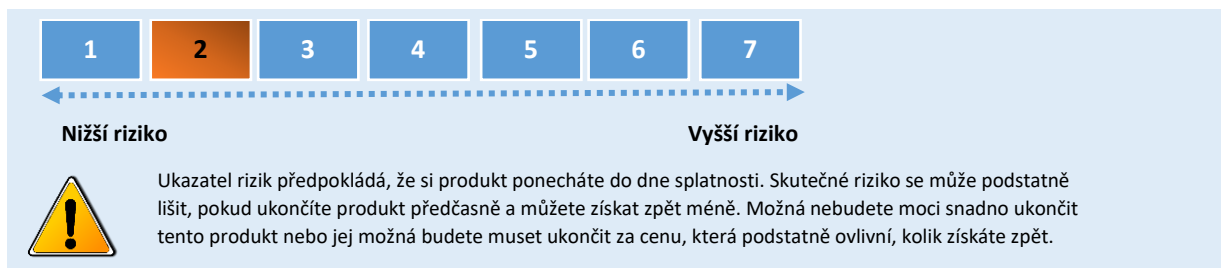 1 2 3 4 5 6 7
Nižší riziko Vyšší riziko
Ukazatel rizik předpokládá, že si produkt ponecháte do dne splatnosti. Skutečné riziko se může podstatně
lišit, pokud ukončíte produkt předčasně a můžete získat zpět méně. Možná nebudete moci snadno ukončit
tento produkt nebo jej možná budete muset ukončit za cenu, která podstatně ovlivní, kolik získáte zpět.